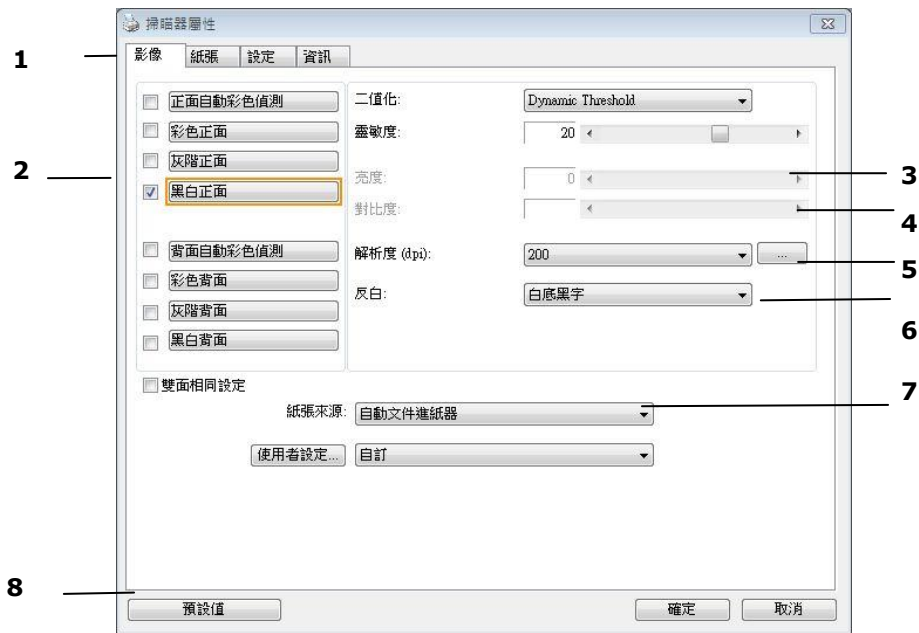 掃瞄器屬性
影像 紙張 設定 資訊
1
正面自動彩色偵測
彩色正面
灰階正面
黑白正面
2
背面自動彩色偵測
彩色背面
灰階背面
黑白背面
二值化: Dynamic Threshold
靈敏度: 20
亮度: 0
3
對比度:
4
解析度 (dpi): 200 ...
5
反白: 白底黑字
6
雙面相同設定
紙張來源: 自動文件進紙器
7
使用者設定... 自訂
8
預設值 確定 取消